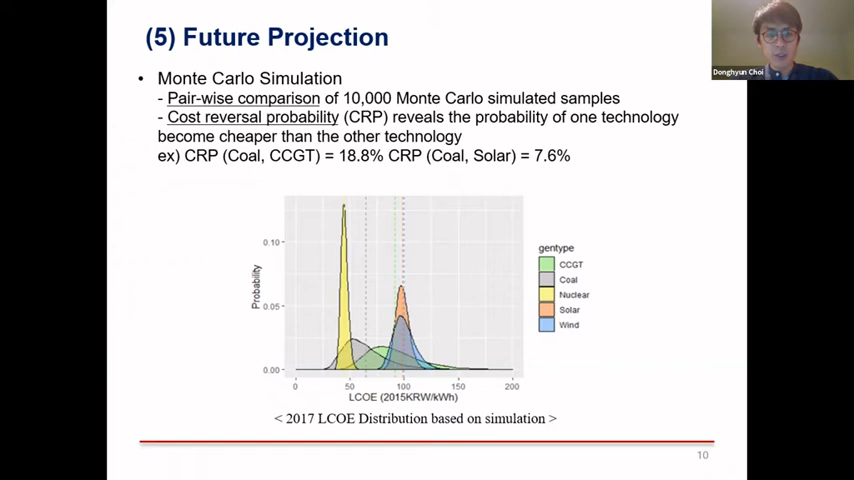 (5) Future Projection
Donghyun Choi
• Monte Carlo Simulation
- Pair-wise comparison of 10,000 Monte Carlo simulated samples
- Cost reversal probability (CRP) reveals the probability of one technology
become cheaper than the other technology
ex) CRP (Coal, CCGT) = 18.8% CRP (Coal, Solar) = 7.6%
Probability
0.10
0.05
0.00
0 50 100 150 200
LCOE (2015KRW/kWh)
gentype
CCGT
Coal
Nuclear
Solar
Wind
< 2017 LCOE Distribution based on simulation >
10